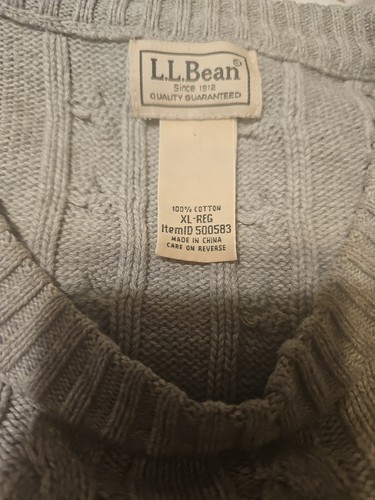 L.L.Bean®
Since 1912
QUALITY GUARANTEED
100% COTTON
XL-REG
ItemID 500583
MADE IN CHINA
CARE ON REVERSE